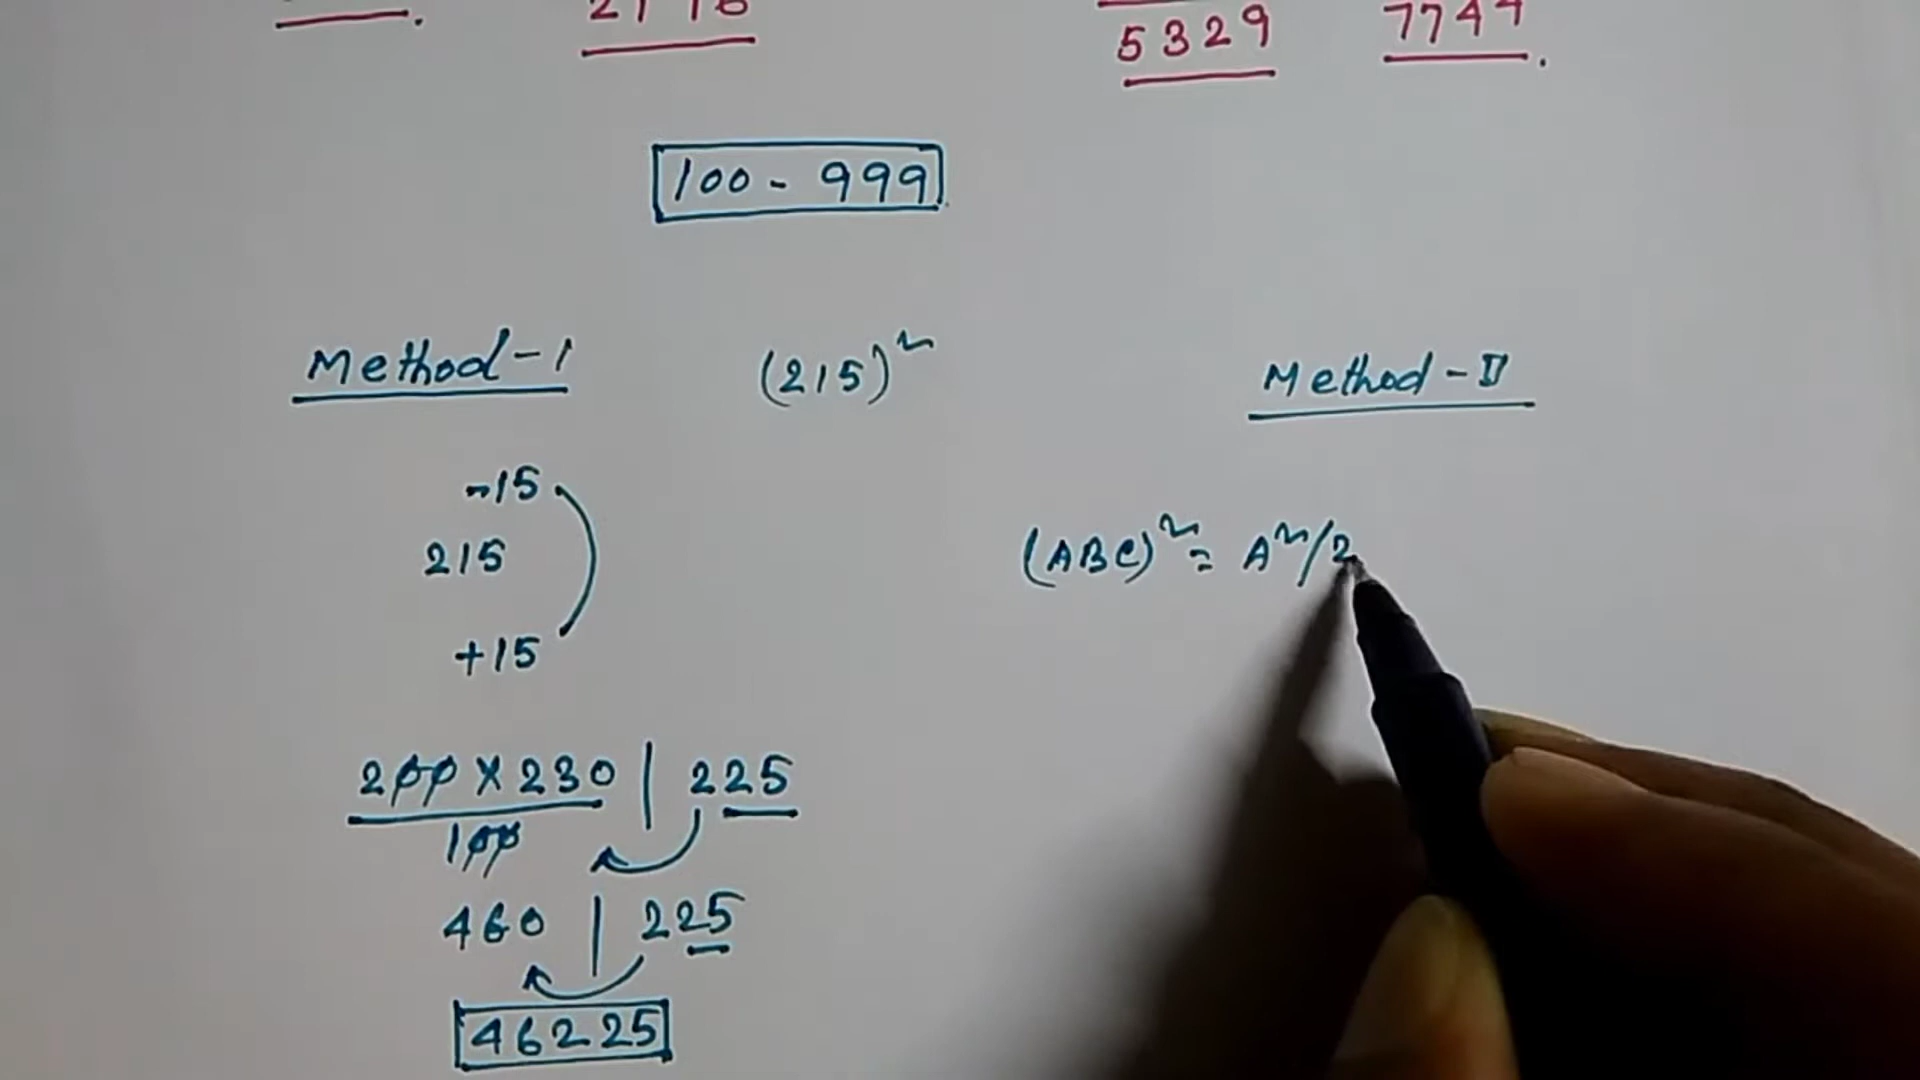 5329 7744.
100 - 999
Method - I (215)² Method - II
-15
215
+15
(ABC)² = A²/2
200 x 230 | 225
100
460 | 225
46225